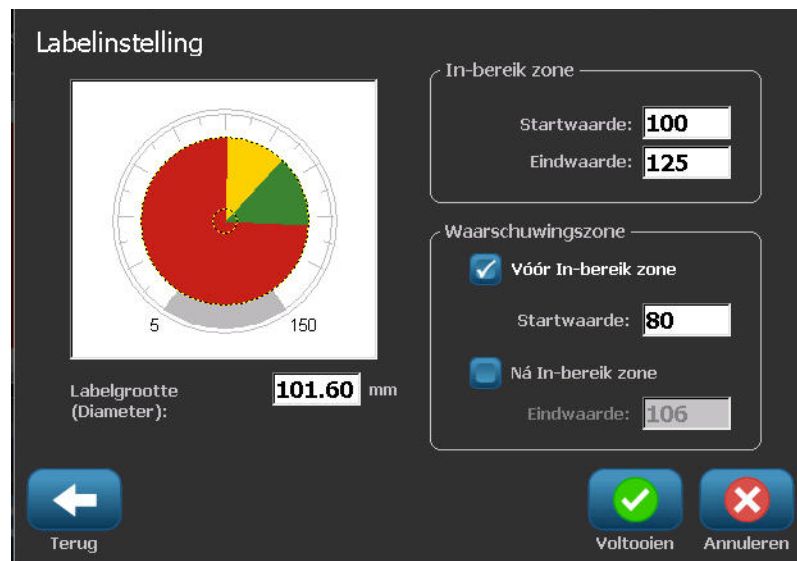 Labelinstelling
5
150
Labelgrootte
(Diameter):
101.60 mm
In-bereik zone
Startwaarde: 100
Eindwaarde: 125
Waarschuwingszone
Vóór In-bereik zone
Startwaarde: 80
Ná In-bereik zone
Eindwaarde: 106
Terug
Voltooien
Annuleren